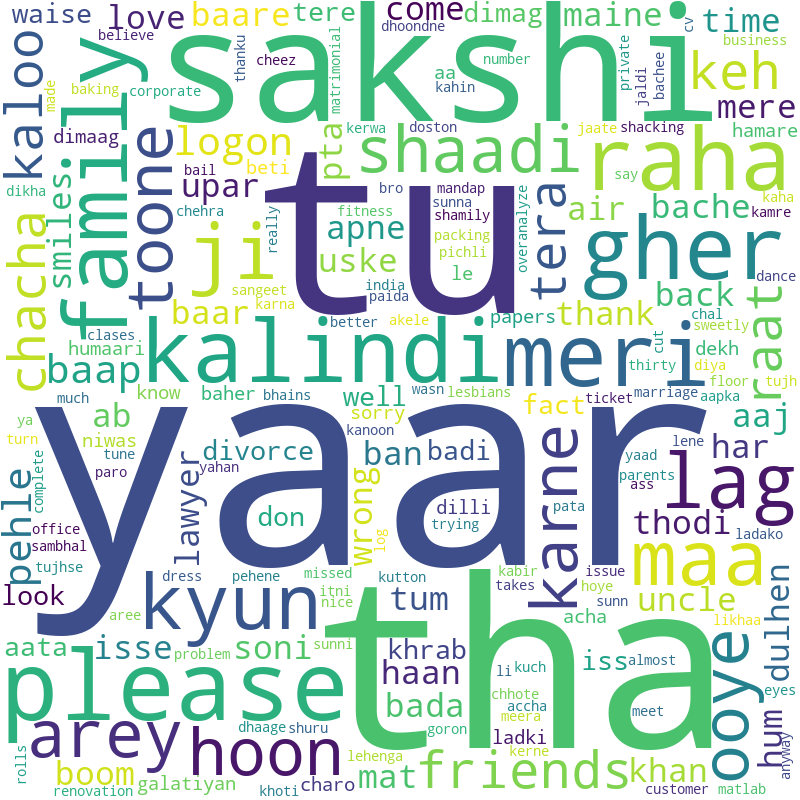 waise
love
baare
tere
come
dimag
maine
time
believe
dhoondne
thanku
cheez
kahin
number
private
cv
jaldi
bachee
business
sakshi
keh
mere
kaloo
family
made
baking
corporate
matrimonial
aa
dimaag
toone
logon
bail
beti
pta
kerwa
doston
jaate
shacking
hamare
shaadi
raha
say
kaha
kamre
dikha
smiles
upar
chehra
really
bro
mandap
sunna
fitness
shamily
overanalyze
tera
air
bache
tu
apne
packing
pichli
uske
le
gher
dance
chacha
ji
sangeet
karna
india
paida
back
raat
baar
better
akele
papers
thank
chal
sweetly
clases
humaari
kalindi
meri
cut
dekh
diya
thirty
floor
tujh
baap
know
baher
bhains
well
wasn
lesbians
ticket
marriage
aapka
much
ya
turn
ab
niwas
tune
paro
sorry
kanoon
fact
yaad
lene
aaj
yaar
divorce
ban
badi
har
parents
pehle
complete
lawyer
yahan
wrong
log
don
dilli
trying
karne
lag
ass
pata
thodi
ladako
office
sambhal
tujhse
maa
look
aree
kyun
dress
pehene
missed
itni
nice
kutton
tum
kabir
takes
issue
hoye
sunn
uncle
likhaa
dulhen
aata
isse
problem
soni
sunni
khrab
haan
tha
acha
iss
almost
ooye
hum
eyes
please
li
kuch
chhote
accha
bada
meera
goron
meet
anyway
arey
hoon
dhaage
shuru
lehenga
ladki
kerne
rolls
boom
renovation
galatiyan
khoti
charo
mat
friends
khan
customer
matlab